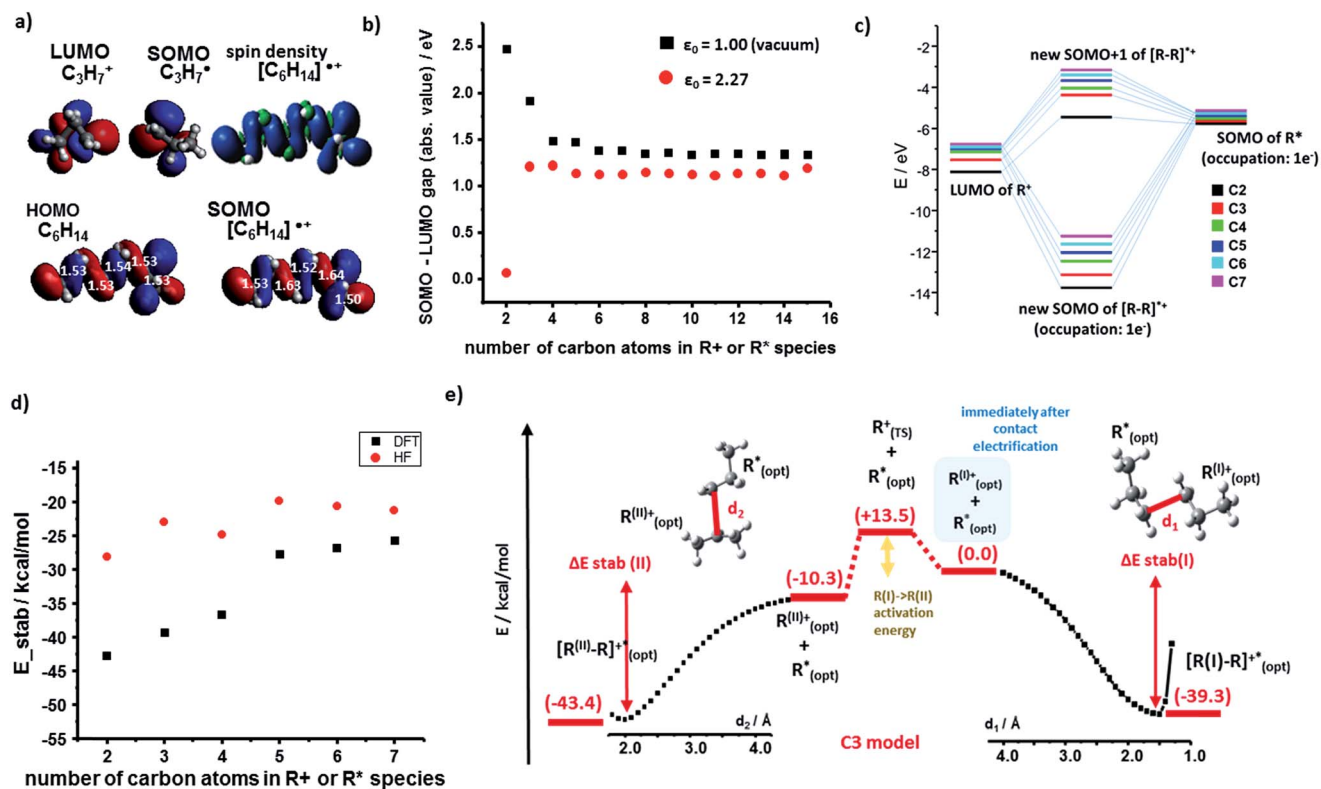 a)
LUMO
C₃H₇⁺
SOMO
C₃H₇•
spin density
[C₆H₁₄]•⁺
HOMO
C₆H₁₄
1.53
1.54
1.53
1.53
1.53
SOMO
[C₆H₁₄]•⁺
1.53
1.63
1.52
1.64
1.50
b)
SOMO - LUMO gap (abs. value) / eV
2.5
2.0
1.5
1.0
0.5
0.0
ε₀ = 1.00 (vacuum)
ε₀ = 2.27
0 2 4 6 8 10 12 14 16
number of carbon atoms in R+ or R* species
c)
E / eV
-2
-4
-6
-8
-10
-12
-14
new SOMO+1 of [R-R]*⁺
LUMO of R⁺
SOMO of R*
(occupation: 1e⁻)
C2
C3
C4
C5
C6
C7
new SOMO of [R-R]*⁺
(occupation: 1e⁻)
d)
E_stab/ kcal/mol
-15
-20
-25
-30
-35
-40
-45
-50
-55
DFT
HF
2 3 4 5 6 7
number of carbon atoms in R+ or R* species
e)
E / kcal/mol
R*(opt)
d₂
R(II)+(opt)
ΔE stab (II)
[R(II)-R]+*(opt)
(-43.4)
2.0 3.0 4.0
d₂ / Å
(-10.3)
R(II)+(opt)
+
R*(opt)
R⁺(TS)
+
R*(opt)
(+13.5)
R(I)->R(II)
activation
energy
immediately after
contact
electrification
R(I)+(opt)
+
R*(opt)
(0.0)
C3 model
R*(opt)
R(I)+(opt)
d₁
ΔE stab(I)
[R(I)-R]+*(opt)
(-39.3)
d₁ / Å
4.0 3.0 2.0 1.0